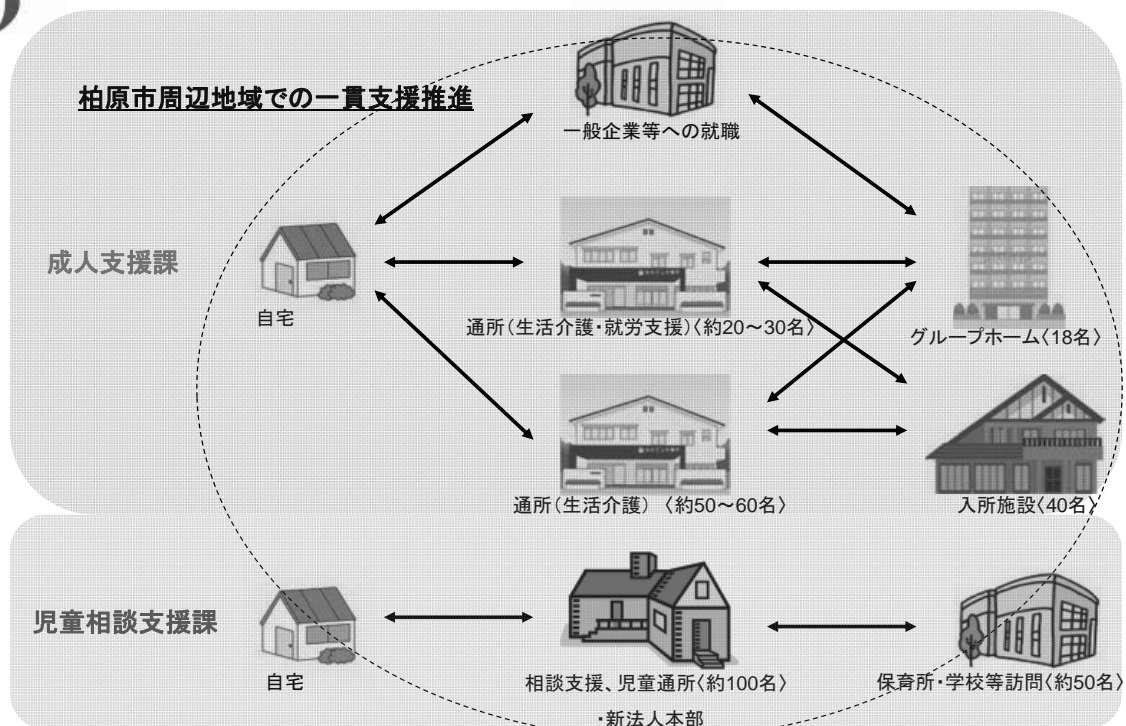 柏原市周辺地域での一貫支援推進
一般企業等への就職
成人支援課
自宅
通所(生活介護・就労支援)〈約20～30名〉
グループホーム〈18名〉
通所(生活介護) 〈約50～60名〉
入所施設〈40名〉
児童相談支援課
自宅
相談支援、児童通所〈約100名〉
保育所・学校等訪問〈約50名〉
・新法人本部